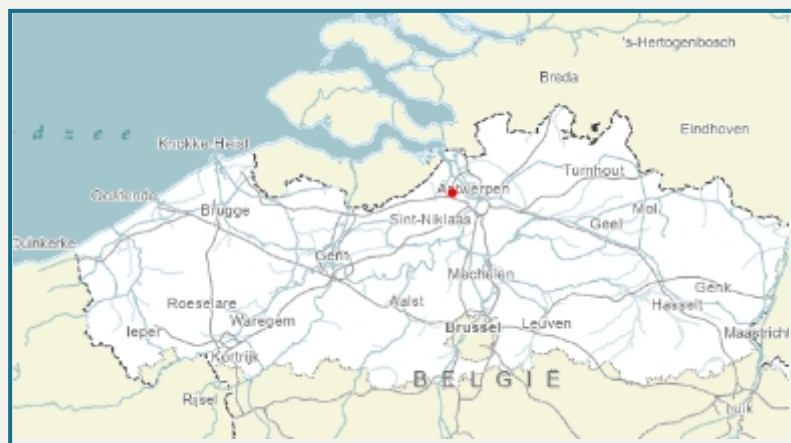 's-Hertogenbosch
Breda
d z e e
Eindhoven
Knokke-Heist
Turnhout
Antwerpen
Oostende
Mol
Brugge
Sint-Niklaas
Geel
Duinkerke
Gent
Mechelen
Genk
Roeselare
Aalst
Hasselt
Waregem
Brussel
Leuven
Ieper
Maastricht
Kortrijk
BELGIË
Rijsel
Luik